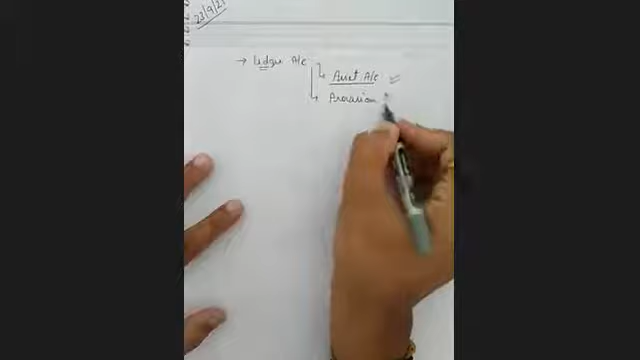 23/9/21
→ Ledger A/c
Asset A/c
Provision